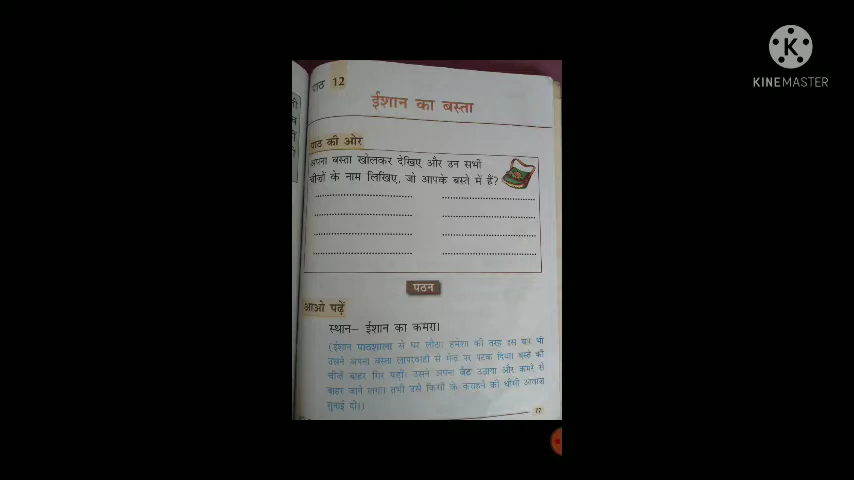 K
KINEMASTER
पाठ 12
ईशान का बस्ता
पाठ की ओर
अपना बस्ता खोलकर देखिए और उन सभी
चीज़ों के नाम लिखिए, जो आपके बस्ते में हैं?
पठन
आओ पढ़ें
स्थान– ईशान का कमरा।
(ईशान पाठशाला से घर लौटा। हमेशा की तरह इस बार भी
उसने अपना बस्ता लापरवाही से मेज़ पर पटक दिया। बस्ते की
चीज़ें बाहर गिर पड़ीं। उसने अपना बैट उठाया और कमरे से
बाहर जाने लगा। तभी उसे किसी के कराहने की धीमी आवाज़
सुनाई दी।)
77